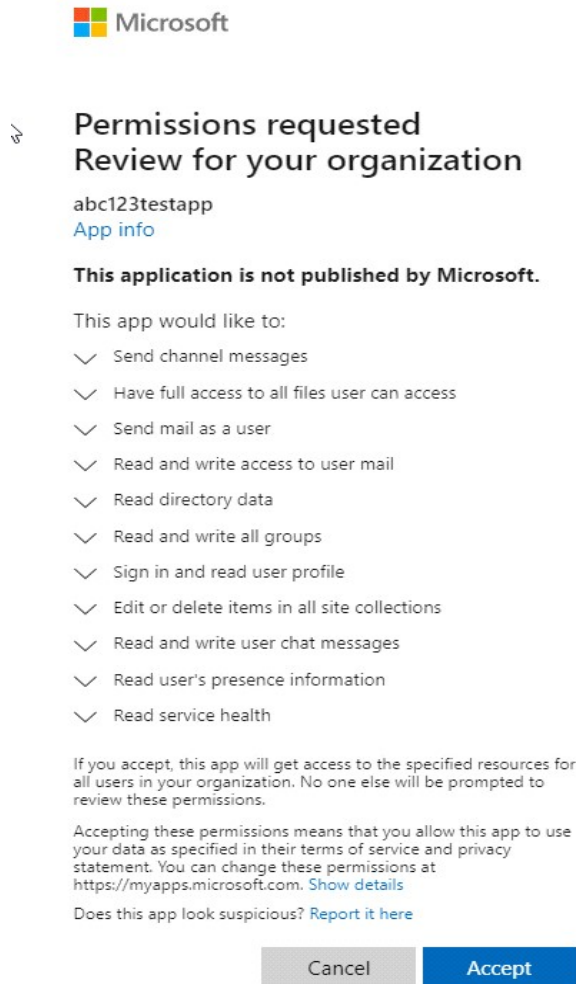 Microsoft
Permissions requested
Review for your organization
abc123testapp
App info
This application is not published by Microsoft.
This app would like to:
Send channel messages
Have full access to all files user can access
Send mail as a user
Read and write access to user mail
Read directory data
Read and write all groups
Sign in and read user profile
Edit or delete items in all site collections
Read and write user chat messages
Read user's presence information
Read service health
If you accept, this app will get access to the specified resources for
all users in your organization. No one else will be prompted to
review these permissions.
Accepting these permissions means that you allow this app to use
your data as specified in their terms of service and privacy
statement. You can change these permissions at
https://myapps.microsoft.com. Show details
Does this app look suspicious? Report it here
Cancel Accept